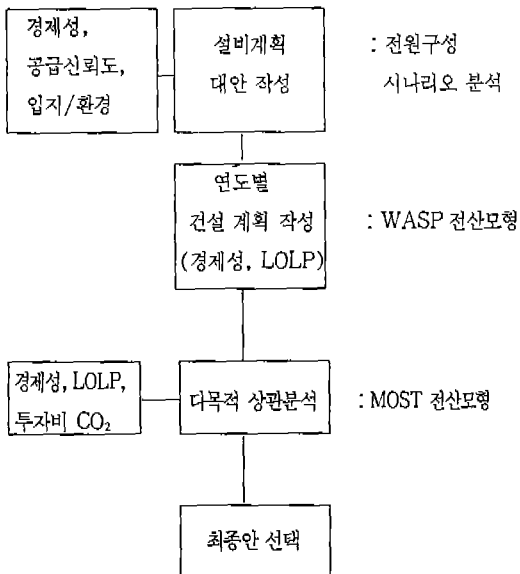 경제성,
공급신뢰도,
입지/환경
설비계획
대안 작성
: 전원구성
시나리오 분석
연도별
건설 계획 작성
(경제성, LOLP)
: WASP 전산모형
경제성, LOLP,
투자비 CO₂
다목적 상관분석
: MOST 전산모형
최종안 선택